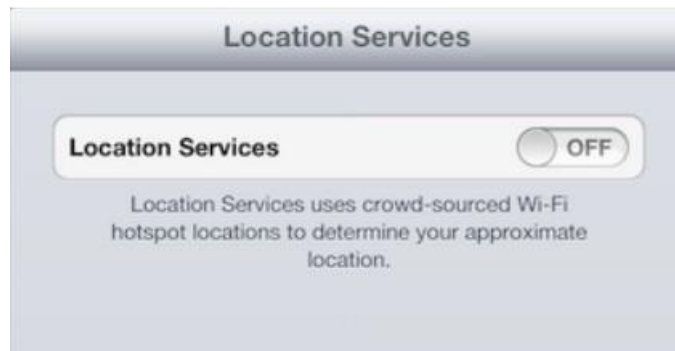 Location Services
Location Services OFF
Location Services uses crowd-sourced Wi-Fi
hotspot locations to determine your approximate
location.